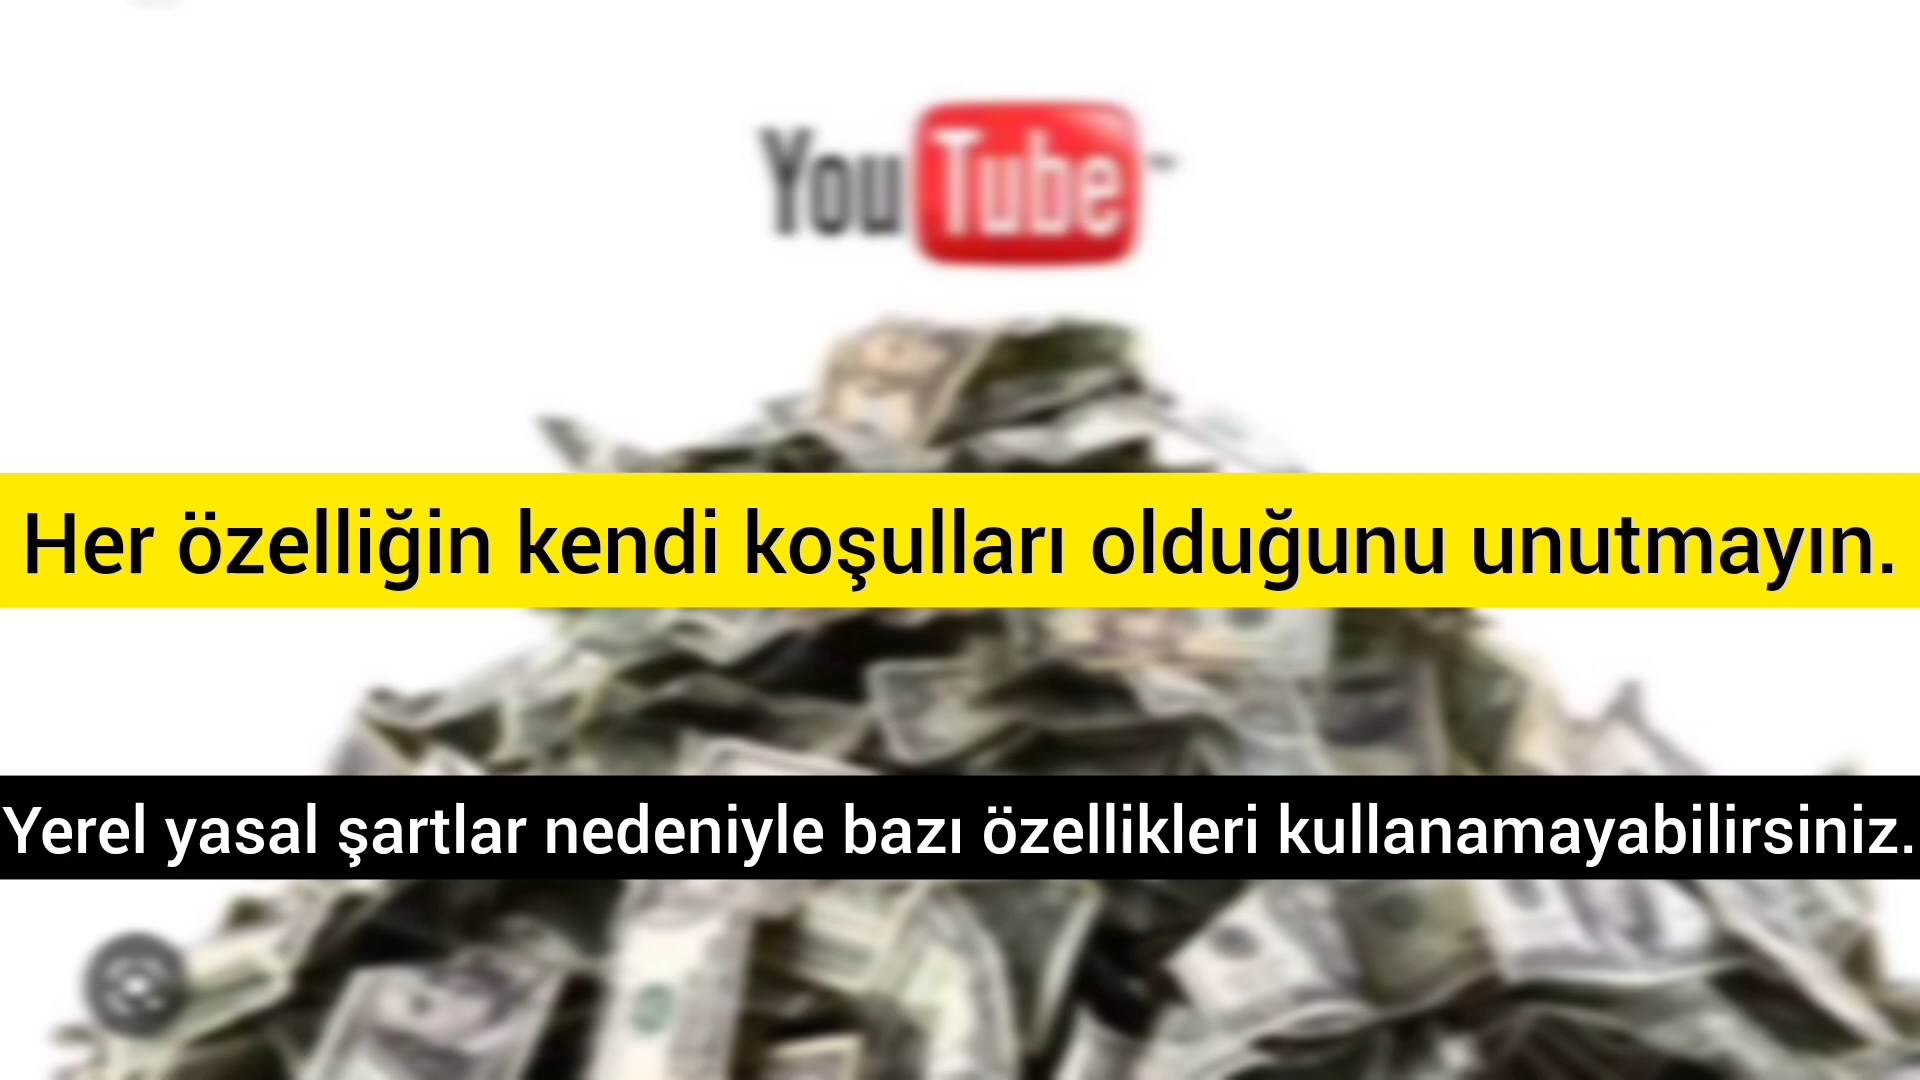 YouTube
Her özelliğin kendi koşulları olduğunu unutmayın.
Yerel yasal şartlar nedeniyle bazı özellikleri kullanamayabilirsiniz.